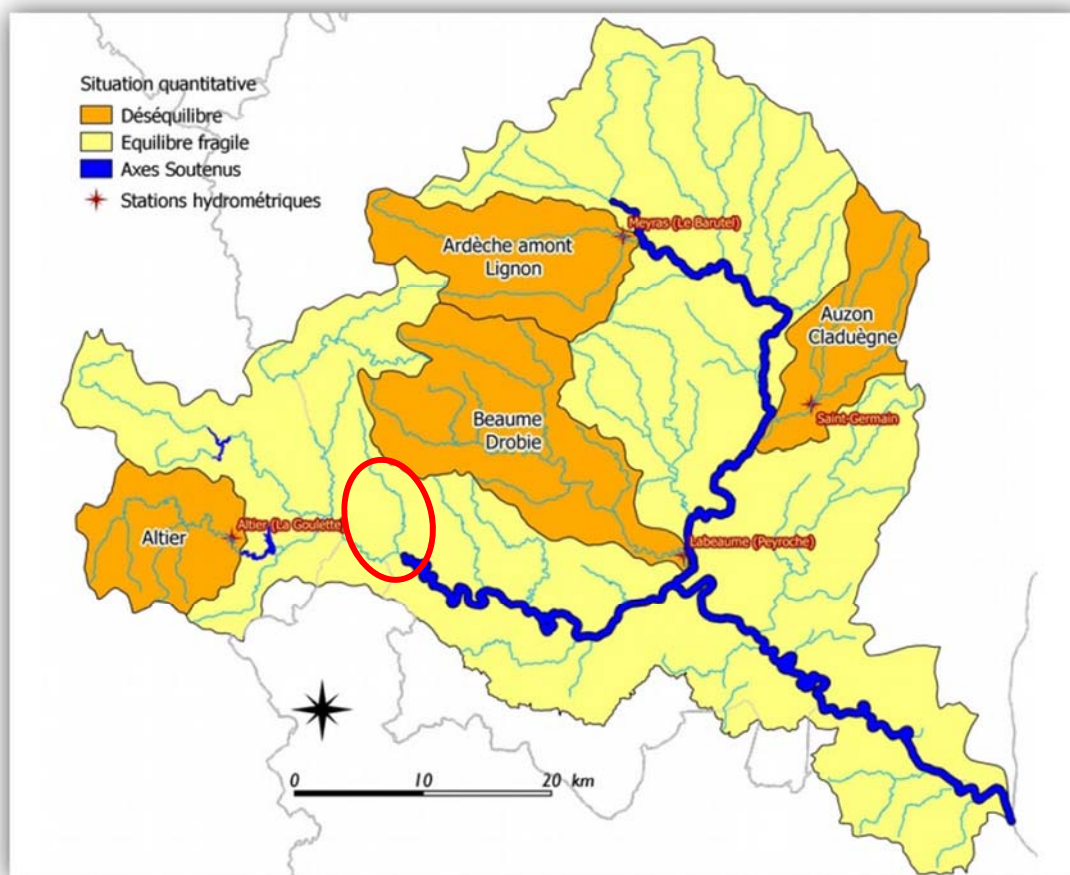 Situation quantitative
Déséquilibre
Equilibre fragile
Axes Soutenus
Stations hydrométriques
Meyras (Le Barutel)
Ardèche amont
Lignon
Auzon
Claduègne
Beaume
Drobie
Saint-Germain
Altier
Altier (La Goulette)
Labeaume (Peyroche)
0 10 20 km